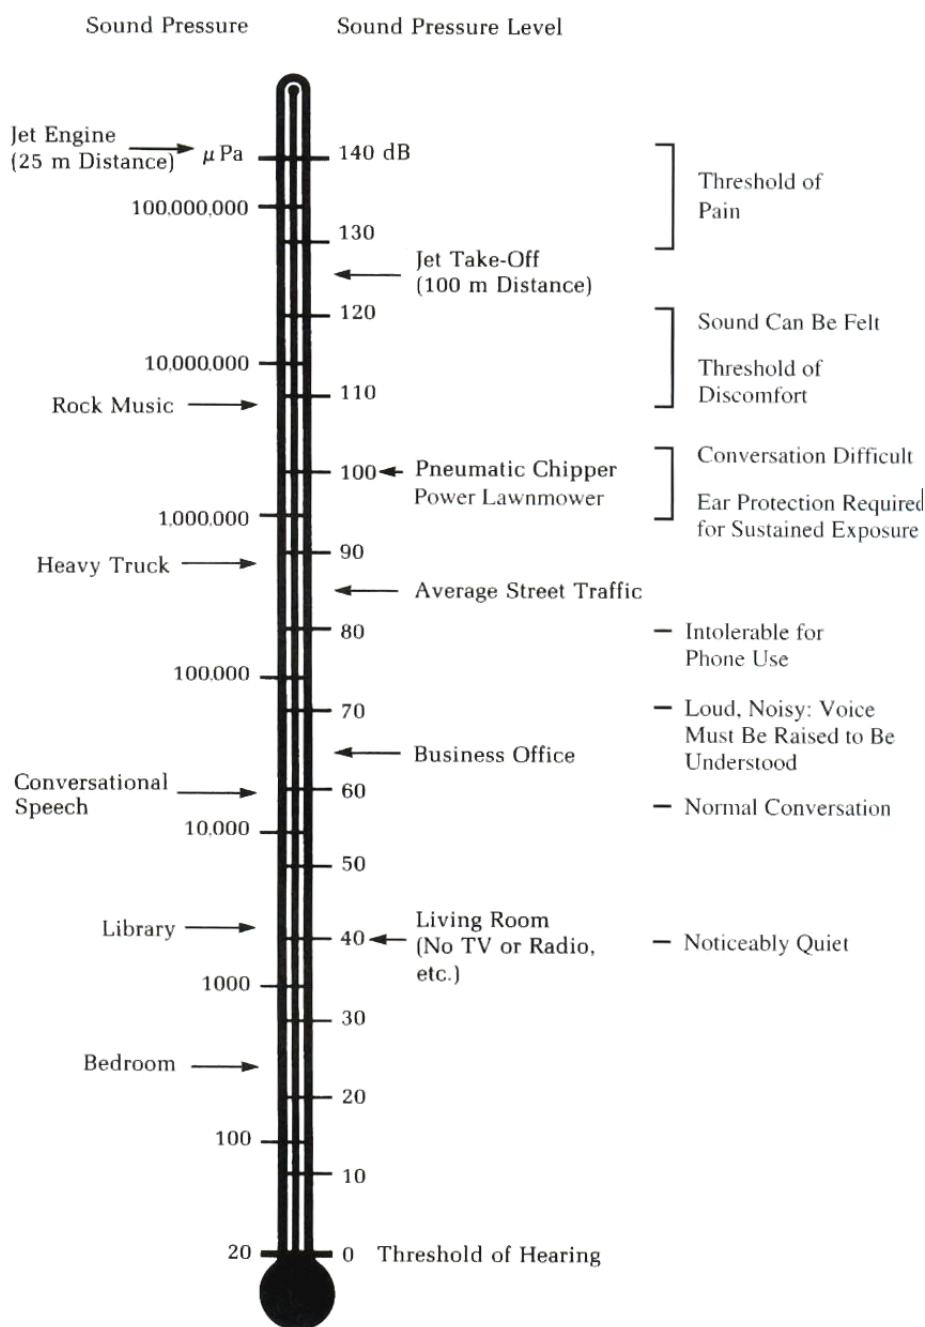 Sound Pressure
Sound Pressure Level
Jet Engine
(25 m Distance)
μ Pa
140 dB
Threshold of
Pain
100,000,000
130
Jet Take-Off
(100 m Distance)
120
Sound Can Be Felt
10,000,000
Threshold of
Discomfort
110
Rock Music
Conversation Difficult
100
Pneumatic Chipper
Power Lawnmower
Ear Protection Required
for Sustained Exposure
1,000,000
90
Heavy Truck
Average Street Traffic
80
Intolerable for
Phone Use
100,000
70
Loud, Noisy: Voice
Must Be Raised to Be
Understood
Business Office
Conversational
Speech
60
Normal Conversation
10,000
50
Library
Living Room
(No TV or Radio,
etc.)
40
Noticeably Quiet
1000
30
Bedroom
20
100
10
20
0
Threshold of Hearing